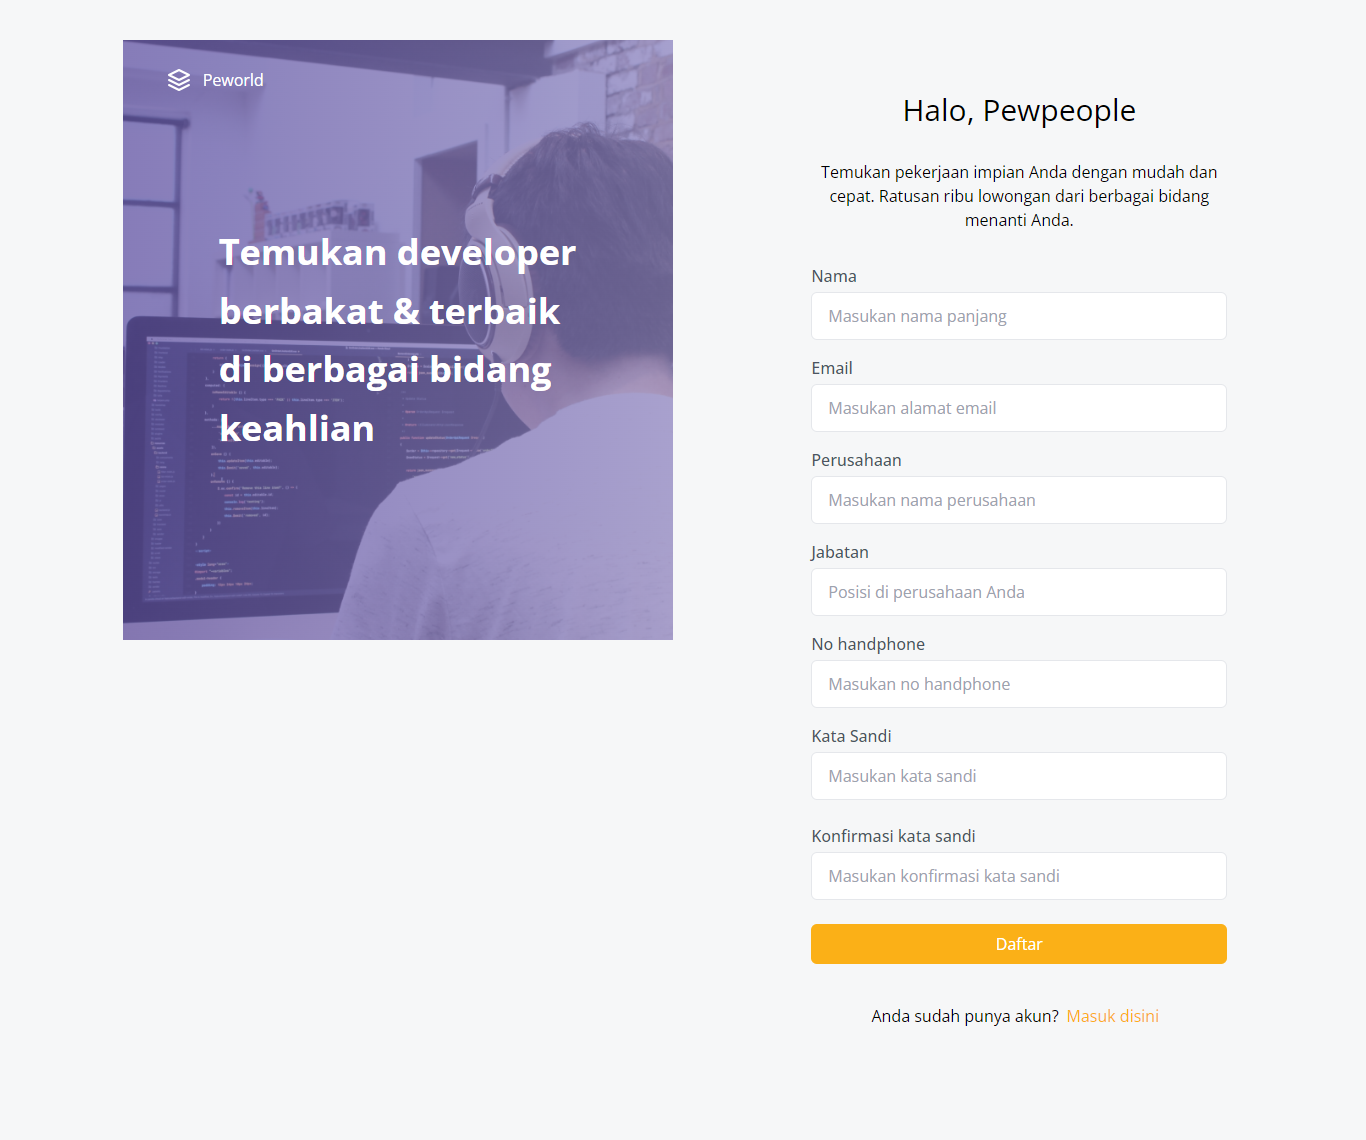 Peworld
Temukan developer
berbakat & terbaik
di berbagai bidang
keahlian
Halo, Pewpeople
Temukan pekerjaan impian Anda dengan mudah dan
cepat. Ratusan ribu lowongan dari berbagai bidang
menanti Anda.
Nama
Masukan nama panjang
Email
Masukan alamat email
Perusahaan
Masukan nama perusahaan
Jabatan
Posisi di perusahaan Anda
No handphone
Masukan no handphone
Kata Sandi
Masukan kata sandi
Konfirmasi kata sandi
Masukan konfirmasi kata sandi
Daftar
Anda sudah punya akun? Masuk disini